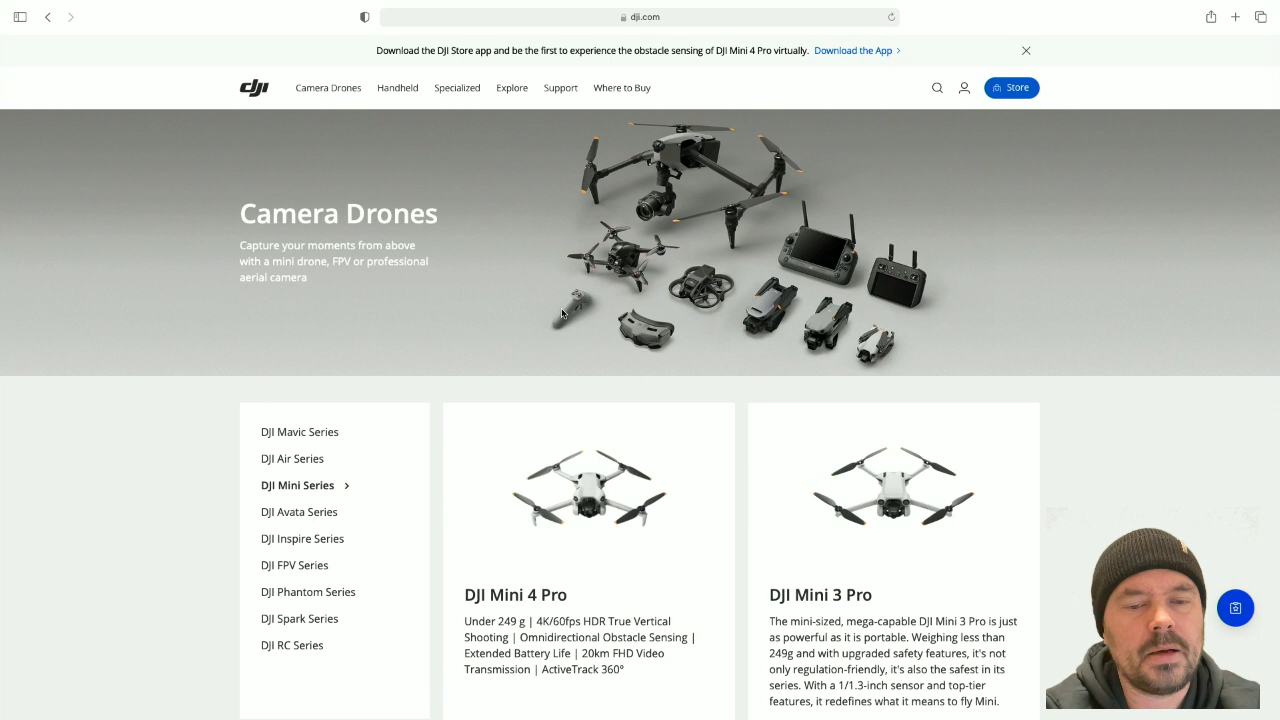 dji.com
Download the DJI Store app and be the first to experience the obstacle sensing of DJI Mini 4 Pro virtually. Download the App >
dji Camera Drones Handheld Specialized Explore Support Where to Buy Store
Camera Drones
Capture your moments from above
with a mini drone, FPV or professional
aerial camera
DJI Mavic Series
DJI Air Series
DJI Mini Series >
DJI Avata Series
DJI Inspire Series
DJI FPV Series
DJI Phantom Series
DJI Spark Series
DJI RC Series
DJI Mini 4 Pro
Under 249 g | 4K/60fps HDR True Vertical
Shooting | Omnidirectional Obstacle Sensing |
Extended Battery Life | 20km FHD Video
Transmission | ActiveTrack 360°
DJI Mini 3 Pro
The mini-sized, mega-capable DJI Mini 3 Pro is just
as powerful as it is portable. Weighing less than
249g and with upgraded safety features, it's not
only regulation-friendly, it's also the safest in its
series. With a 1/1.3-inch sensor and top-tier
features, it redefines what it means to fly Mini.